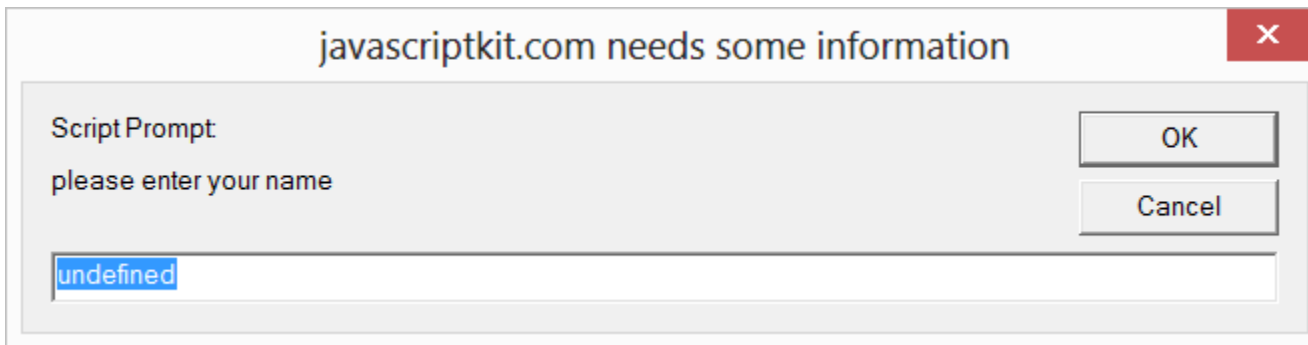 javascriptkit.com needs some information
Script Prompt:
OK
please enter your name
Cancel
undefined